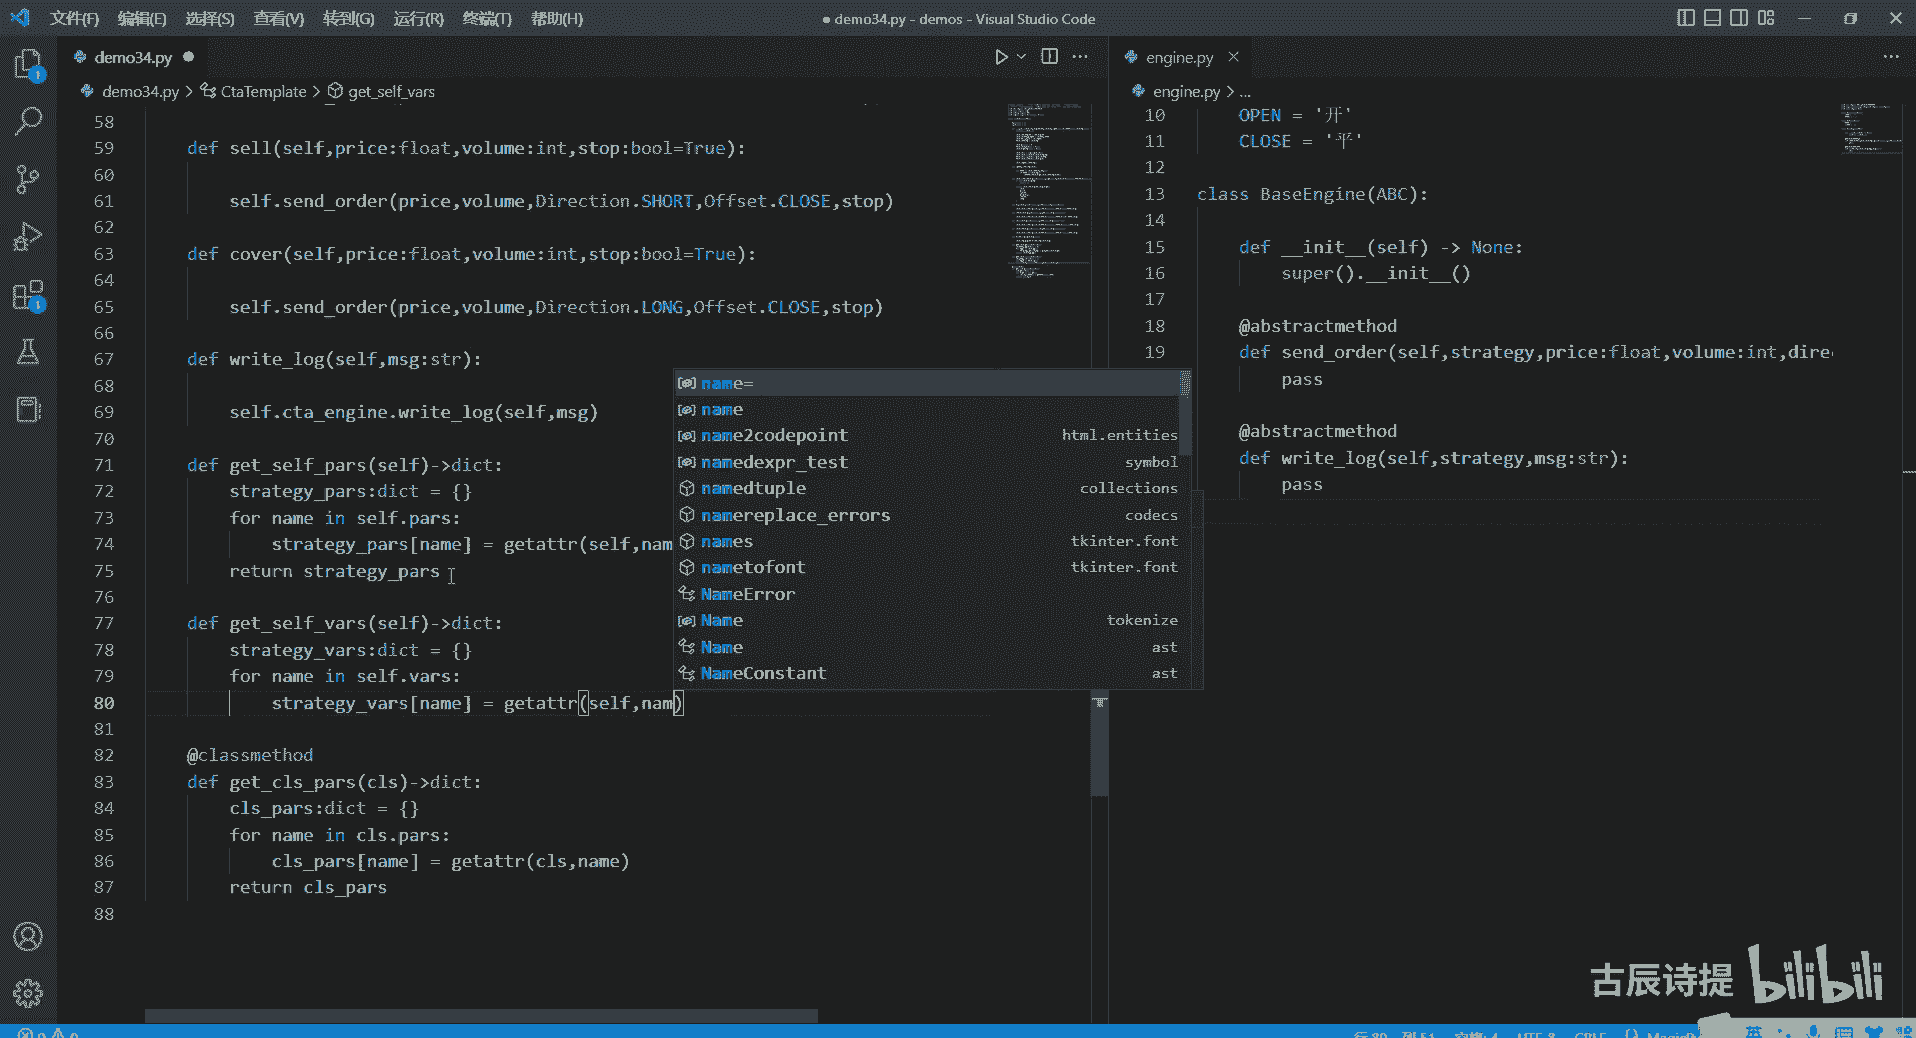 文件(F) 编辑(E) 选择(S) 查看(V) 转到(G) 运行(R) 终端(T) 帮助(H)
● demo34.py - demos - Visual Studio Code
demo34.py ●
demo34.py > CtaTemplate > get_self_vars
58
59 def sell(self,price:float,volume:int,stop:bool=True):
60
61 self.send_order(price,volume,Direction.SHORT,Offset.CLOSE,stop)
62
63 def cover(self,price:float,volume:int,stop:bool=True):
64
65 self.send_order(price,volume,Direction.LONG,Offset.CLOSE,stop)
66
67 def write_log(self,msg:str):
68
69 self.cta_engine.write_log(self,msg)
70
71 def get_self_pars(self)->dict:
72 strategy_pars:dict = {}
73 for name in self.pars:
74 strategy_pars[name] = getattr(self,nam
75 return strategy_pars
76
77 def get_self_vars(self)->dict:
78 strategy_vars:dict = {}
79 for name in self.vars:
80 strategy_vars[name] = getattr(self,nam)
81
82 @classmethod
83 def get_cls_pars(cls)->dict:
84 cls_pars:dict = {}
85 for name in cls.pars:
86 cls_pars[name] = getattr(cls,name)
87 return cls_pars
88
name=
name
name2codepoint html.entities
namedexpr_test symbol
namedtuple collections
namereplace_errors codecs
names tkinter.font
nametofont tkinter.font
NameError
Name tokenize
Name ast
NameConstant ast
engine.py
engine.py > ...
10 OPEN = '开'
11 CLOSE = '平'
12
13 class BaseEngine(ABC):
14
15 def __init__(self) -> None:
16 super().__init__()
17
18 @abstractmethod
19 def send_order(self,strategy,price:float,volume:int,dire
pass
@abstractmethod
def write_log(self,strategy,msg:str):
pass
古辰诗提 bilibili